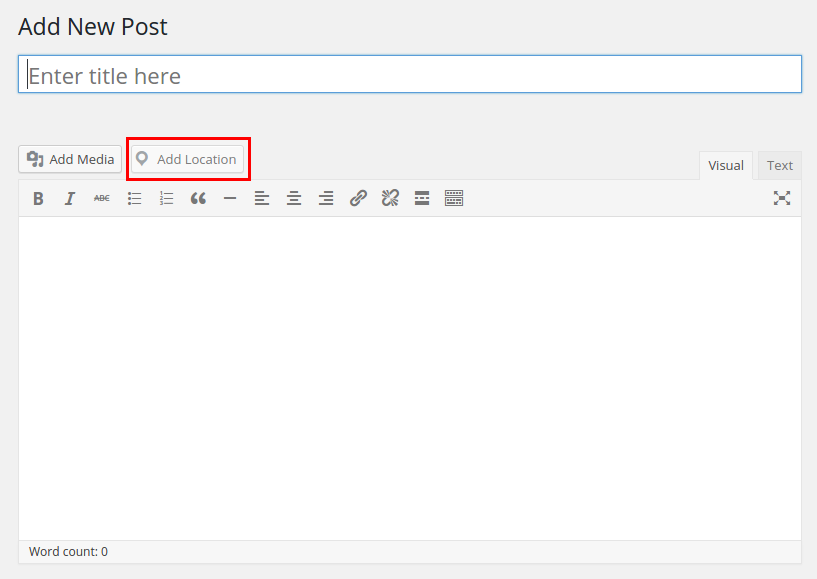 Add New Post
Enter title here
Add Media Add Location
Visual Text
B I ABC
Word count: 0